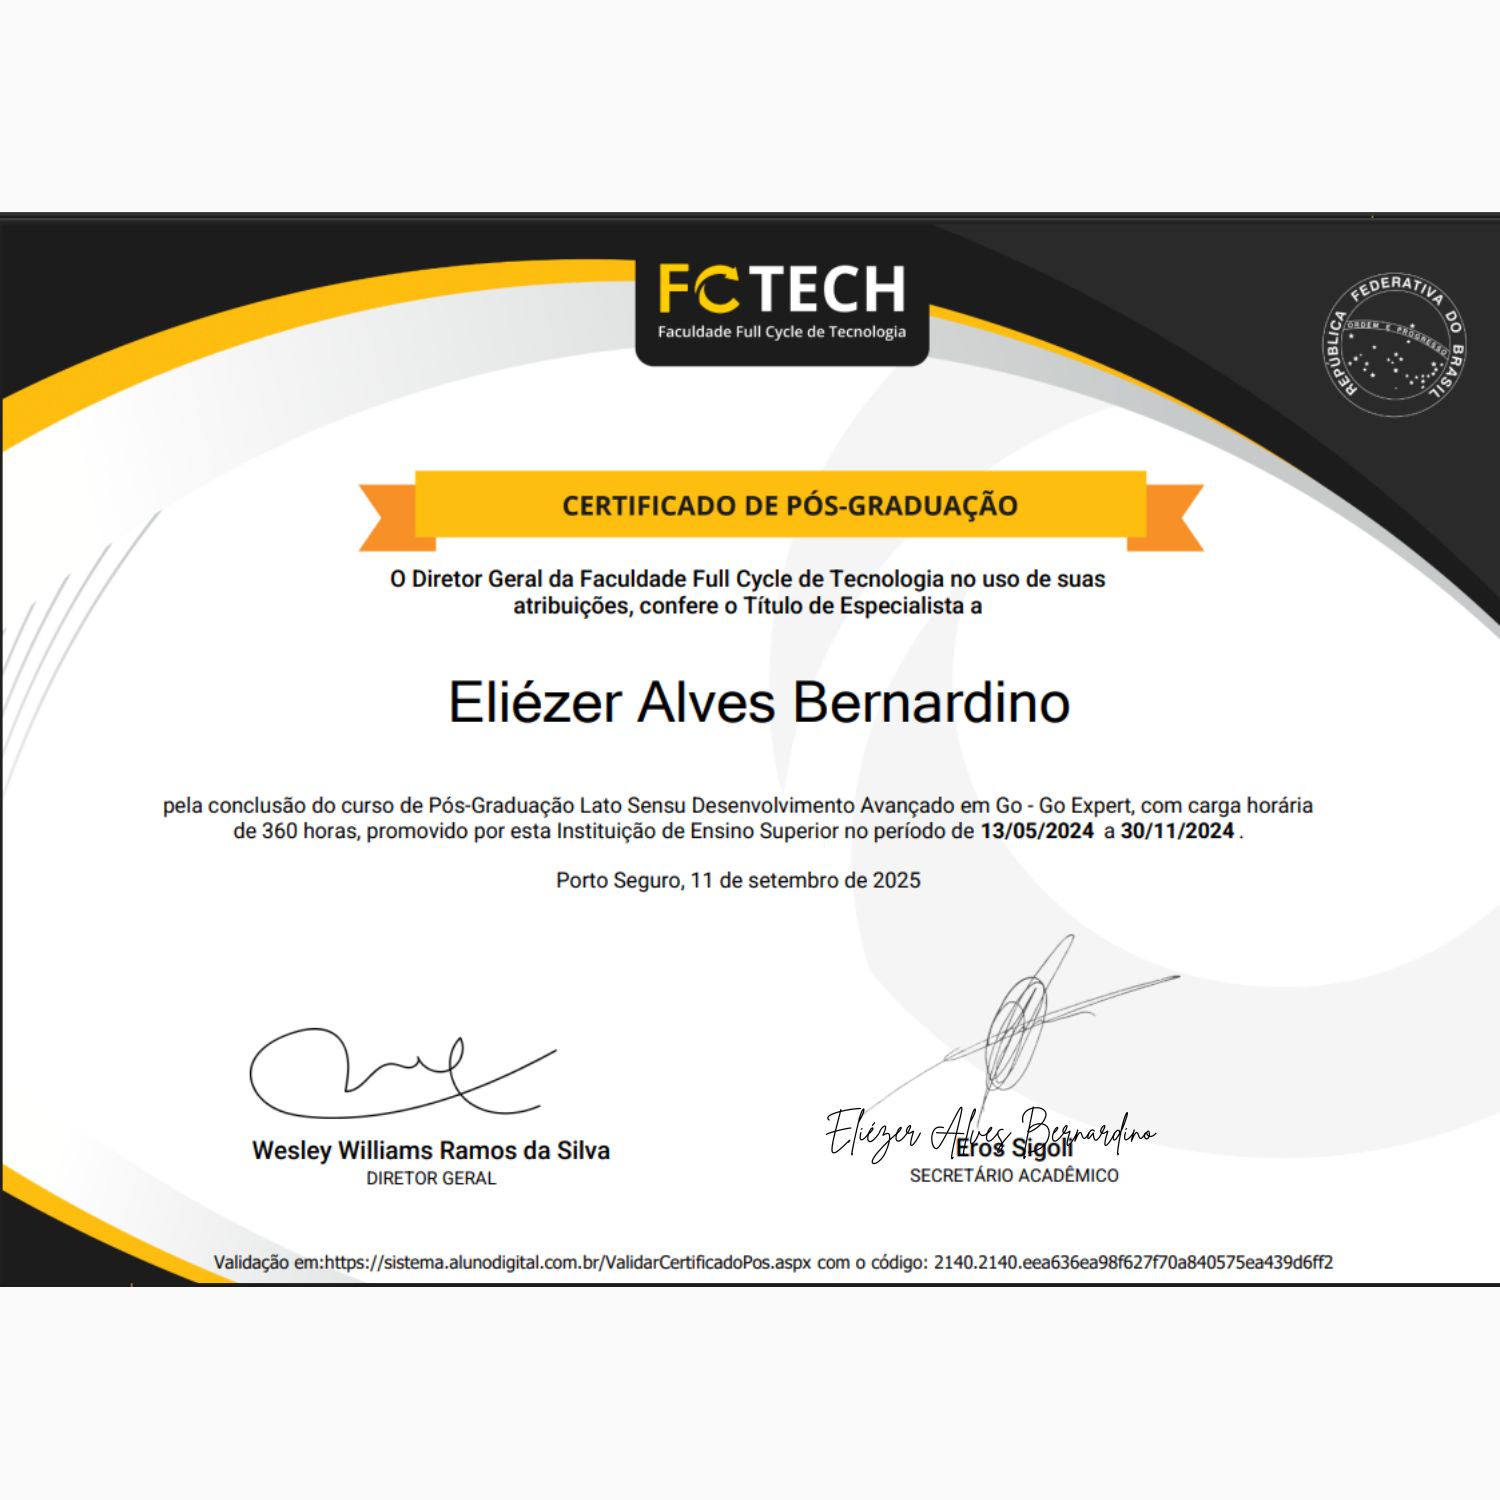 FCTECH
Faculdade Full Cycle de Tecnologia
REPÚBLICA FEDERATIVA DO BRASIL
ORDEM E PROGRESSO
CERTIFICADO DE PÓS-GRADUAÇÃO
O Diretor Geral da Faculdade Full Cycle de Tecnologia no uso de suas
atribuições, confere o Título de Especialista a
Eliézer Alves Bernardino
pela conclusão do curso de Pós-Graduação Lato Sensu Desenvolvimento Avançado em Go - Go Expert, com carga horária
de 360 horas, promovido por esta Instituição de Ensino Superior no período de 13/05/2024 a 30/11/2024 .
Porto Seguro, 11 de setembro de 2025
Eliézer Alves Bernardino
Wesley Williams Ramos da Silva
Eros Sigoli
DIRETOR GERAL
SECRETÁRIO ACADÊMICO
Validação em:https://sistema.alunodigital.com.br/ValidarCertificadoPos.aspx com o código: 2140.2140.eea636ea98f627f70a840575ea439d6ff2